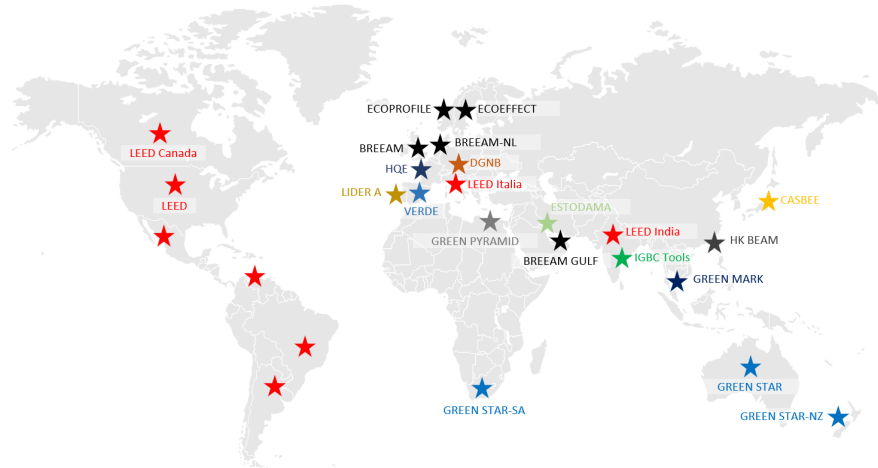 ECOPROFILE
ECOEFFECT
LEED Canada
BREEAM
BREEAM-NL
HQE
DGNB
LEED
LIDER A
VERDE
LEED Italia
CASBEE
ESTODAMA
GREEN PYRAMID
LEED India
HK BEAM
BREEAM GULF
IGBC Tools
GREEN MARK
GREEN STAR
GREEN STAR-SA
GREEN STAR-NZ